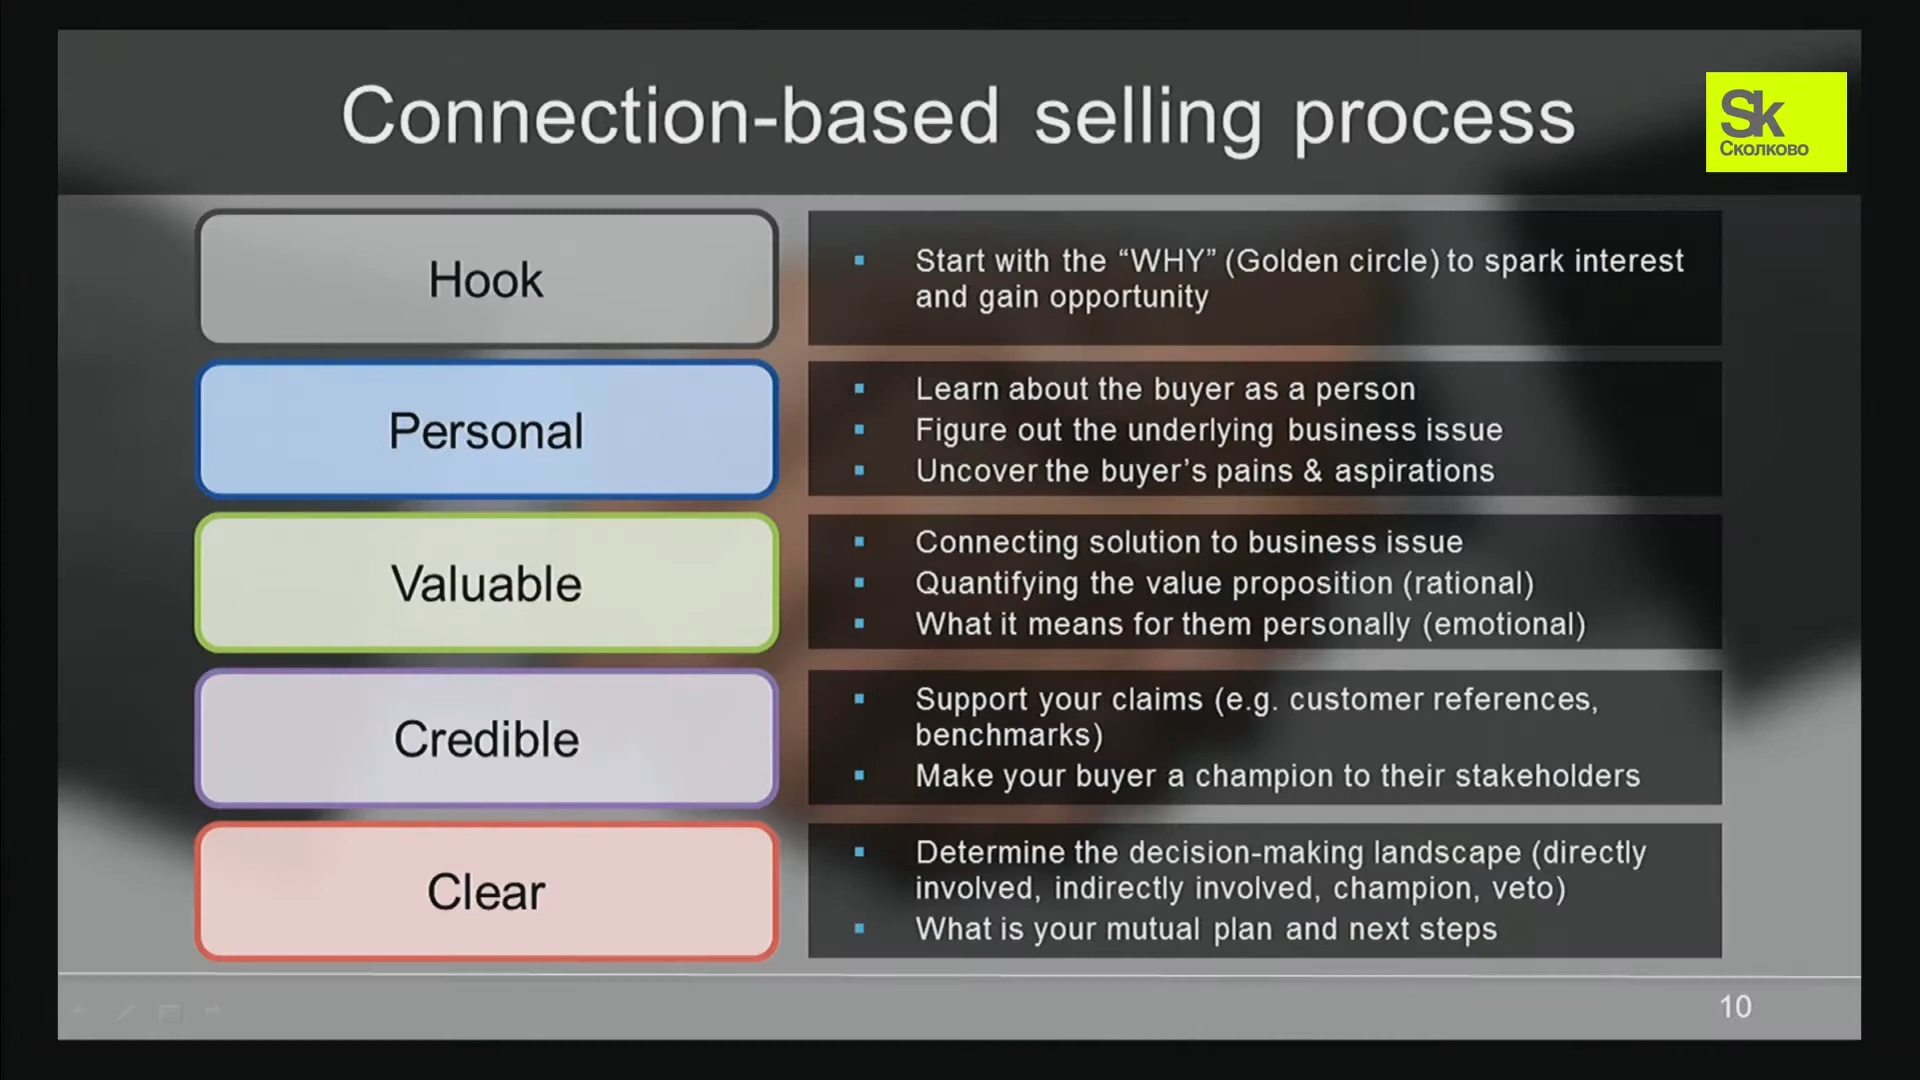 Connection-based selling process
Sk
Сколково
Hook
▪ Start with the “WHY” (Golden circle) to spark interest
and gain opportunity
Personal
▪ Learn about the buyer as a person
▪ Figure out the underlying business issue
▪ Uncover the buyer’s pains & aspirations
Valuable
▪ Connecting solution to business issue
▪ Quantifying the value proposition (rational)
▪ What it means for them personally (emotional)
Credible
▪ Support your claims (e.g. customer references,
benchmarks)
▪ Make your buyer a champion to their stakeholders
Clear
▪ Determine the decision-making landscape (directly
involved, indirectly involved, champion, veto)
▪ What is your mutual plan and next steps
10